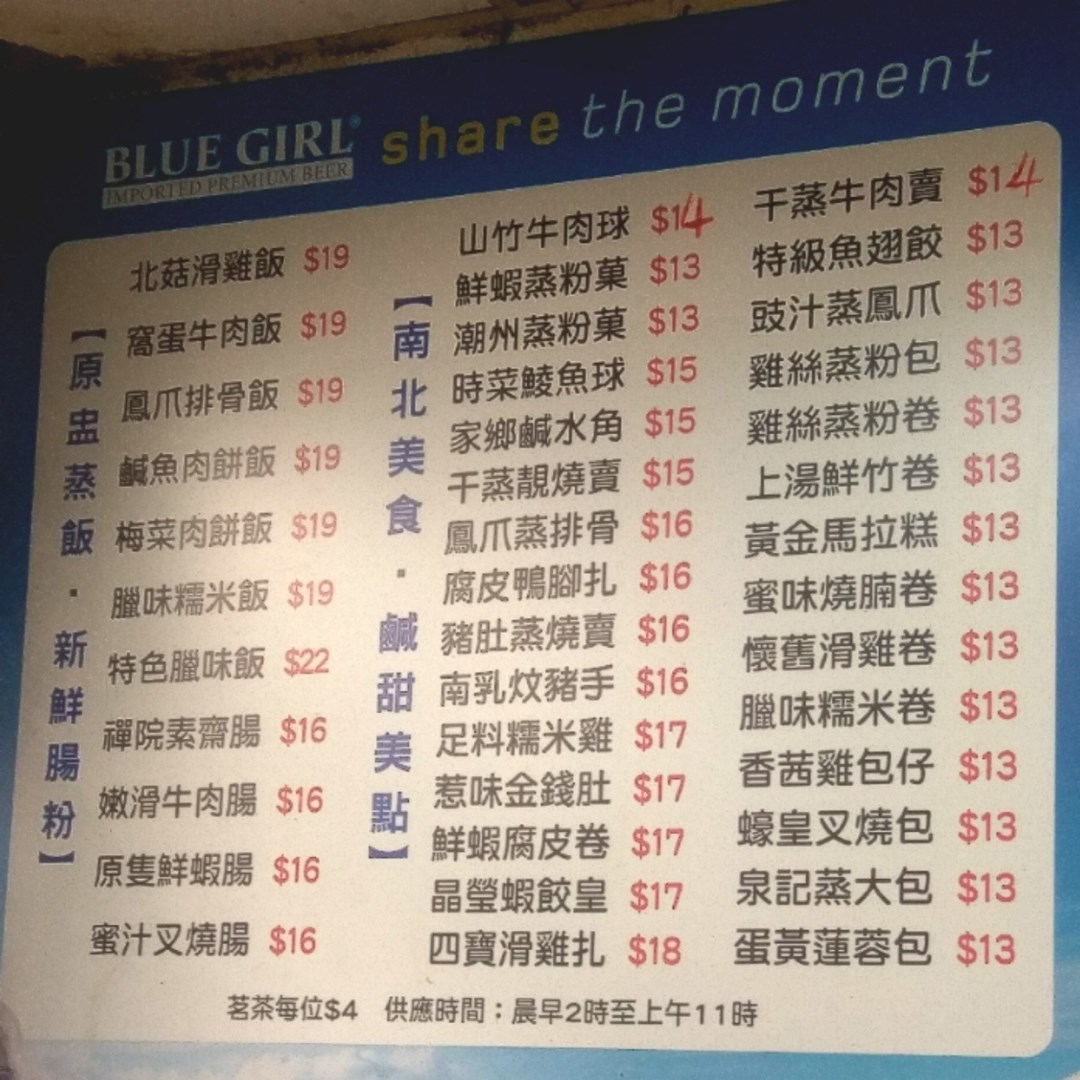 BLUE GIRL®
IMPORTED PREMIUM BEER
share the moment
【原盅蒸飯．新鮮腸粉】
北菇滑雞飯 $19
窩蛋牛肉飯 $19
鳳爪排骨飯 $19
鹹魚肉餅飯 $19
梅菜肉餅飯 $19
臘味糯米飯 $19
特色臘味飯 $22
禪院素齋腸 $16
嫩滑牛肉腸 $16
原隻鮮蝦腸 $16
蜜汁叉燒腸 $16
【南北美食．鹹甜美點】
山竹牛肉球 $14
鮮蝦蒸粉菓 $13
潮州蒸粉菓 $13
時菜鯪魚球 $15
家鄉鹹水角 $15
干蒸靚燒賣 $15
鳳爪蒸排骨 $16
腐皮鴨腳扎 $16
豬肚蒸燒賣 $16
南乳炆豬手 $16
足料糯米雞 $17
惹味金錢肚 $17
鮮蝦腐皮卷 $17
晶瑩蝦餃皇 $17
四寶滑雞扎 $18
干蒸牛肉賣 $14
特級魚翅餃 $13
豉汁蒸鳳爪 $13
雞絲蒸粉包 $13
雞絲蒸粉卷 $13
上湯鮮竹卷 $13
黃金馬拉糕 $13
蜜味燒腩卷 $13
懷舊滑雞卷 $13
臘味糯米卷 $13
香茜雞包仔 $13
蠔皇叉燒包 $13
泉記蒸大包 $13
蛋黃蓮蓉包 $13
茗茶每位$4 供應時間：晨早2時至上午11時